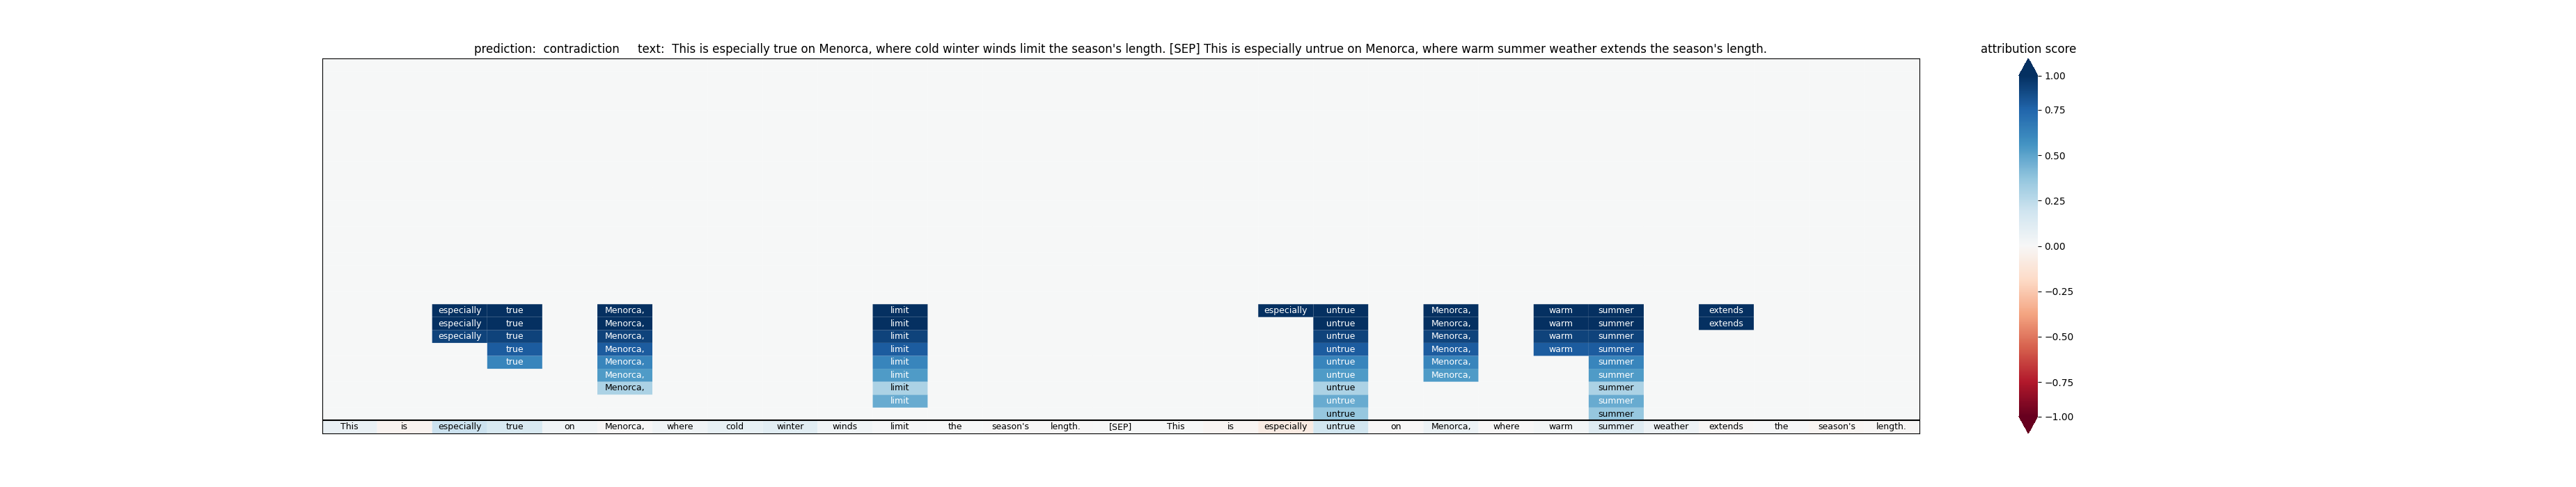 prediction:  contradiction     text:  This is especially true on Menorca, where cold winter winds limit the season's length. [SEP] This is especially untrue on Menorca, where warm summer weather extends the season's length.
attribution score
1.00
0.75
0.50
0.25
0.00
−0.25
−0.50
−0.75
−1.00
especially true Menorca, limit especially untrue Menorca, warm summer extends
especially true Menorca, limit untrue Menorca, warm summer extends
especially true Menorca, limit untrue Menorca, warm summer
true Menorca, limit untrue Menorca, warm summer
true Menorca, limit untrue Menorca, summer
Menorca, limit untrue Menorca, summer
Menorca, limit untrue summer
limit untrue summer
untrue summer
This is especially true on Menorca, where cold winter winds limit the season's length. [SEP] This is especially untrue on Menorca, where warm summer weather extends the season's length.